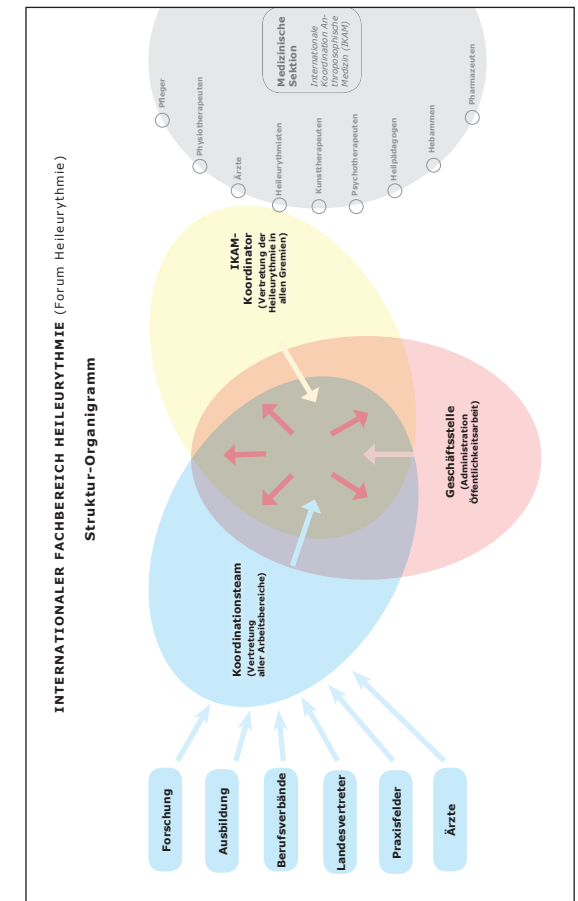 INTERNATIONALER FACHBEREICH HEILEURYTHMIE (Forum Heileurythmie)
Struktur-Organigramm
Forschung
Ausbildung
Berufsverbände
Landesvertreter
Praxisfelder
Ärzte
Koordinationsteam
(Vertretung
aller Arbeitsbereiche)
IKAM-
Koordinator
(Vertretung der
Heileurythmie in
allen Gremien)
Geschäftsstelle
(Administration
Öffentlichkeitsarbeit)
Pfleger
Physiotherapeuten
Ärzte
Heileurythmisten
Kunsttherapeuten
Psychotherapeuten
Heilpädagogen
Hebammen
Pharmazeuten
Medizinische
Sektion
Internationale
Koordination An-
throposophische
Medizin (IKAM)